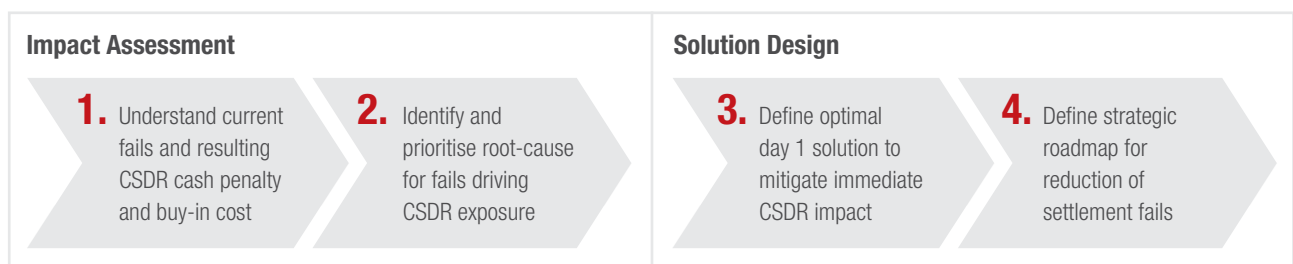 Impact Assessment
1. Understand current
fails and resulting
CSDR cash penalty
and buy-in cost
2. Identify and
prioritise root-cause
for fails driving
CSDR exposure
Solution Design
3. Define optimal
day 1 solution to
mitigate immediate
CSDR impact
4. Define strategic
roadmap for
reduction of
settlement fails